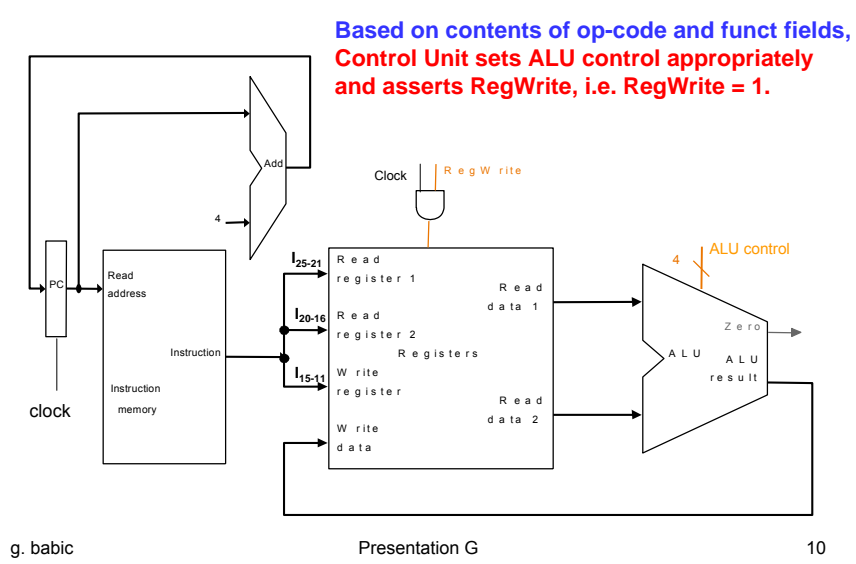 Based on contents of op-code and funct fields,
Control Unit sets ALU control appropriately
and asserts RegWrite, i.e. RegWrite = 1.
Add
4
Clock
RegWrite
ALU control
4
PC
Read
address
Instruction
Instruction
memory
clock
I25-21
Read
register 1
I20-16
Read
register 2
Registers
I15-11
Write
register
Write
data
Read
data 1
Read
data 2
Zero
ALU
ALU
result
g. babic
Presentation G
10